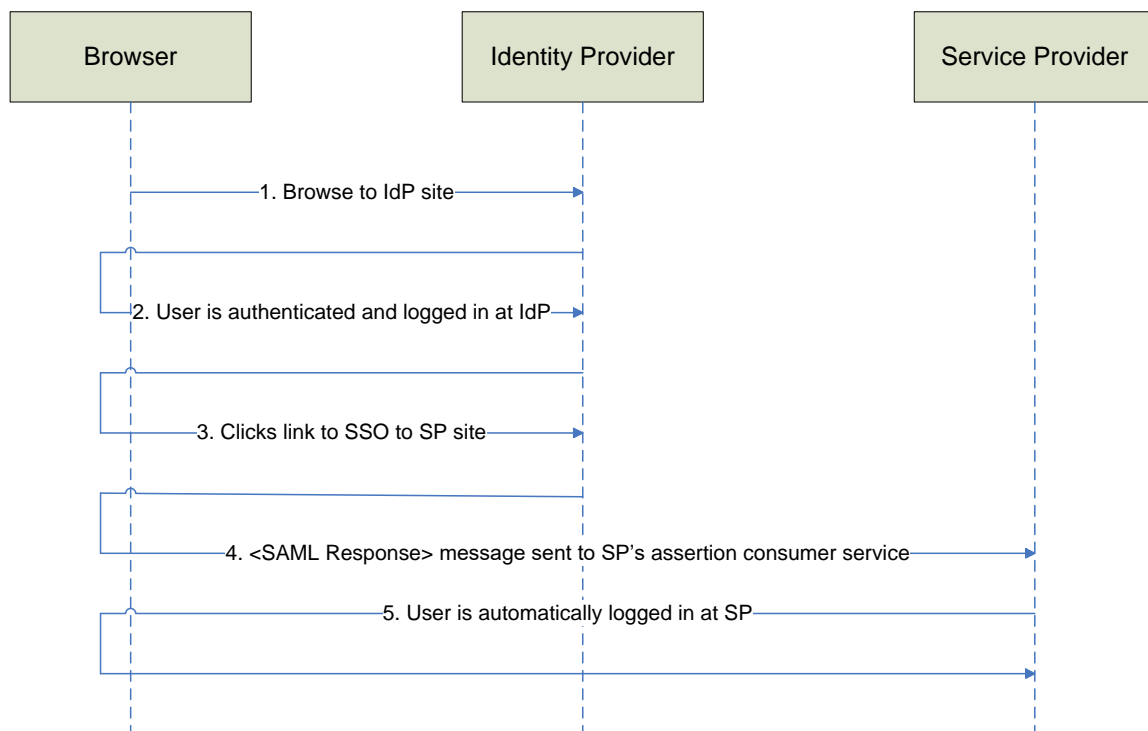 Browser
Identity Provider
Service Provider
1. Browse to IdP site
2. User is authenticated and logged in at IdP
3. Clicks link to SSO to SP site
4. <SAML Response> message sent to SP’s assertion consumer service
5. User is automatically logged in at SP